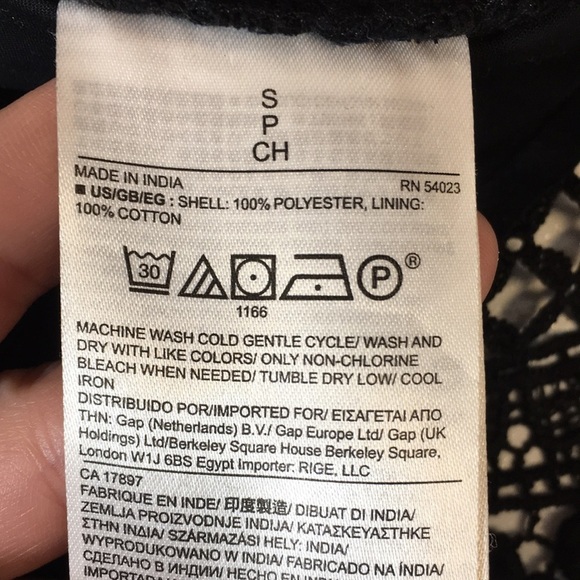 S
P
CH
MADE IN INDIA RN 54023
■ US/GB/EG : SHELL: 100% POLYESTER, LINING:
100% COTTON
30 P ®
1166
MACHINE WASH COLD GENTLE CYCLE/ WASH AND
DRY WITH LIKE COLORS/ ONLY NON-CHLORINE
BLEACH WHEN NEEDED/ TUMBLE DRY LOW/ COOL
IRON
DISTRIBUIDO POR/IMPORTED FOR/ ΕΙΣΑΓΕΤΑΙ ΑΠΟ
ΤΗΝ: Gap (Netherlands) B.V./ Gap Europe Ltd/ Gap (UK
Holdings) Ltd/Berkeley Square House Berkeley Square,
London W1J 6BS Egypt Importer: RIGE, LLC
CA 17897
FABRIQUE EN INDE/ 印度製造/ DIBUAT DI INDIA/
ZEMLJA PROIZVODNJE INDIJA/ ΚΑΤΑΣΚΕΥΑΣΤΗΚΕ
ΣΤΗΝ ΙΝΔΙΑ/ SZÁRMAZÁSI HELY: INDIA/
WYPRODUKOWANO W INDIA/ FABRICADO NA ÍNDIA/
СДЕЛАНО В ИНДИИ/ HECHO EN INDIA/